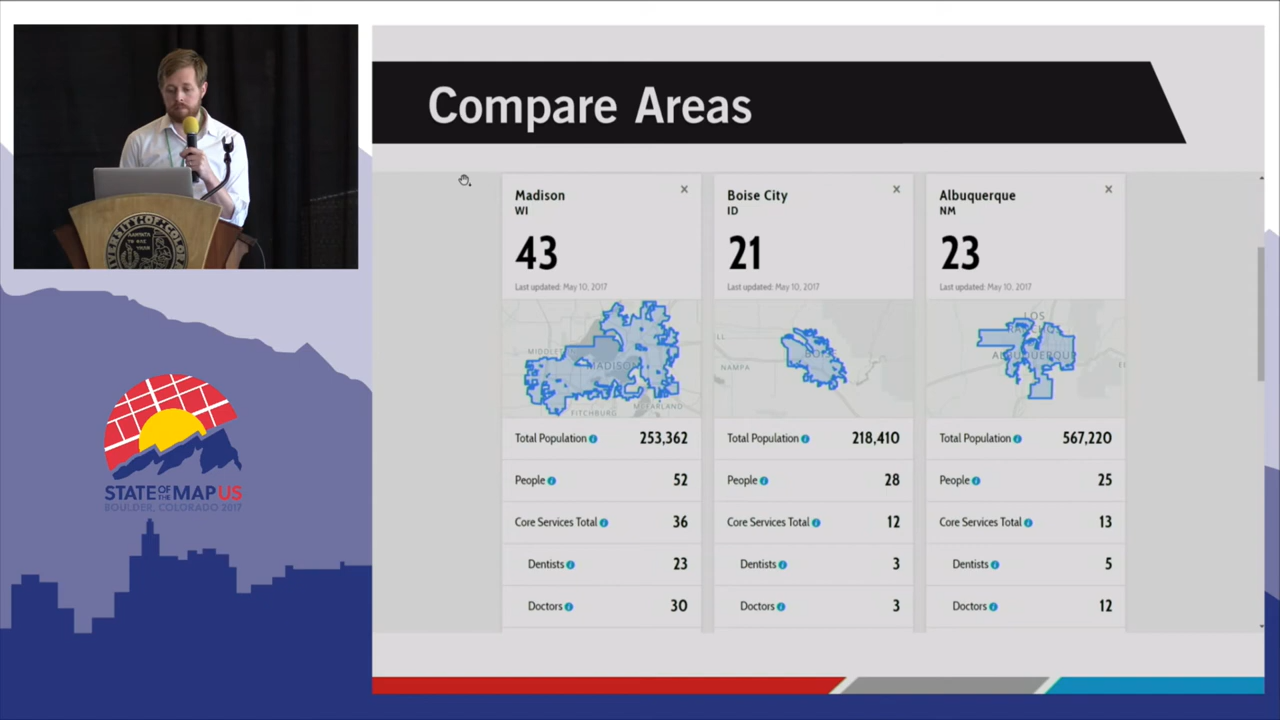 Compare Areas
Madison
WI
43
Last updated: May 10, 2017
MADISON
FITCHBURG
MCFARLAND
Total Population 253,362
People 52
Core Services Total 36
Dentists 23
Doctors 30
Boise City
ID
21
Last updated: May 10, 2017
NAMPA
Total Population 218,410
People 28
Core Services Total 12
Dentists 3
Doctors 3
Albuquerque
NM
23
Last updated: May 10, 2017
LOS
ALBUQUERQUE
Total Population 567,220
People 25
Core Services Total 13
Dentists 5
Doctors 12
STATE OF THE MAP US
BOULDER, COLORADO 2017